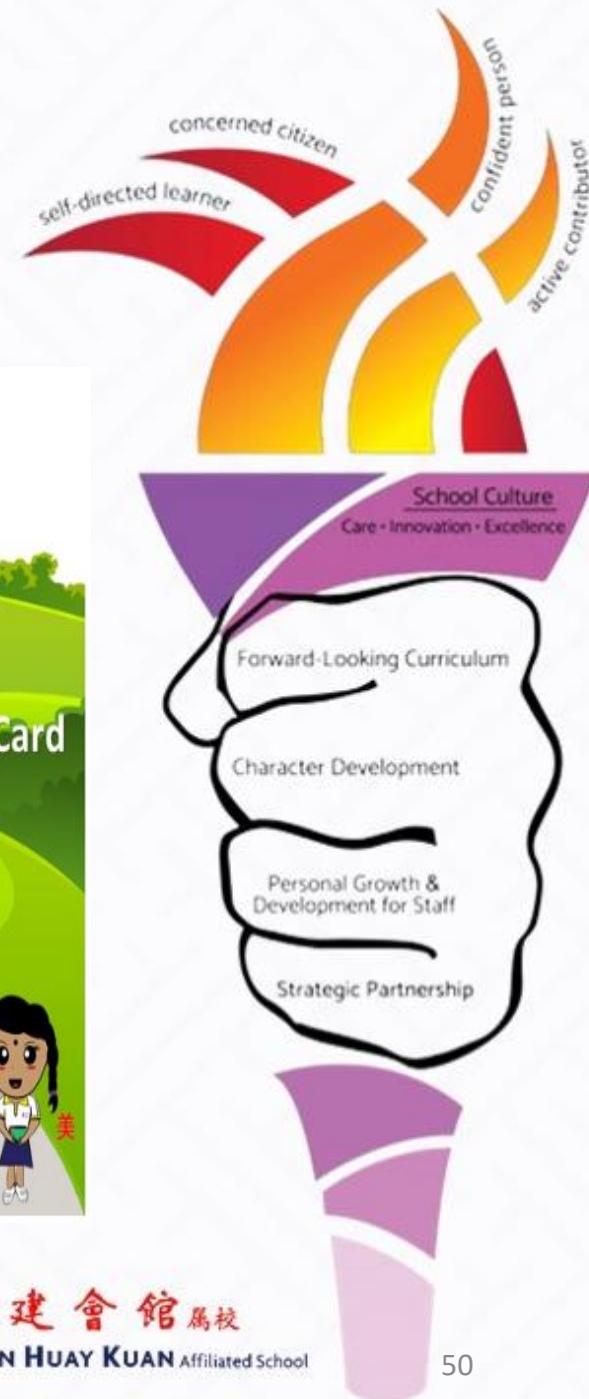 concerned citizen
self-directed learner
confident person
active contributor
School Culture
Care • Innovation • Excellence
Forward-Looking Curriculum
Character Development
Personal Growth &
Development for Staff
Strategic Partnership
Card
美
建會館属校
HUAY KUAN Affiliated School
50